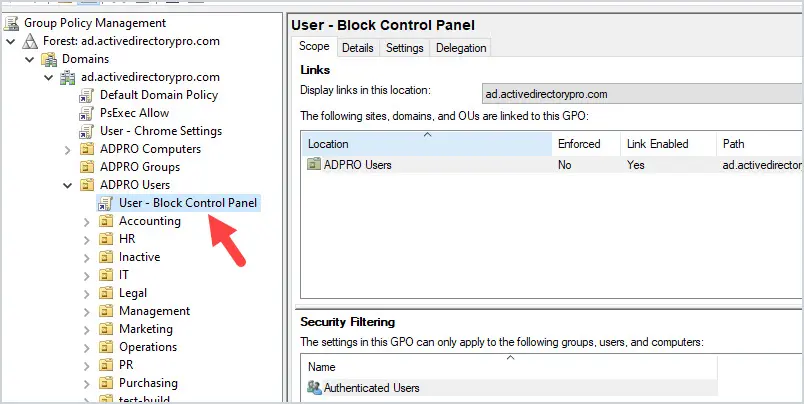 Group Policy Management
Forest: ad.activedirectorypro.com
Domains
ad.activedirectorypro.com
Default Domain Policy
PsExec Allow
User - Chrome Settings
ADPRO Computers
ADPRO Groups
ADPRO Users
User - Block Control Panel
Accounting
HR
Inactive
IT
Legal
Management
Marketing
Operations
PR
Purchasing
test-build
User - Block Control Panel
Scope Details Settings Delegation
Links
Display links in this location: ad.activedirectorypro.com
The following sites, domains, and OUs are linked to this GPO:
Location Enforced Link Enabled Path
ADPRO Users No Yes ad.activedirector
Security Filtering
The settings in this GPO can only apply to the following groups, users, and computers:
Name
Authenticated Users